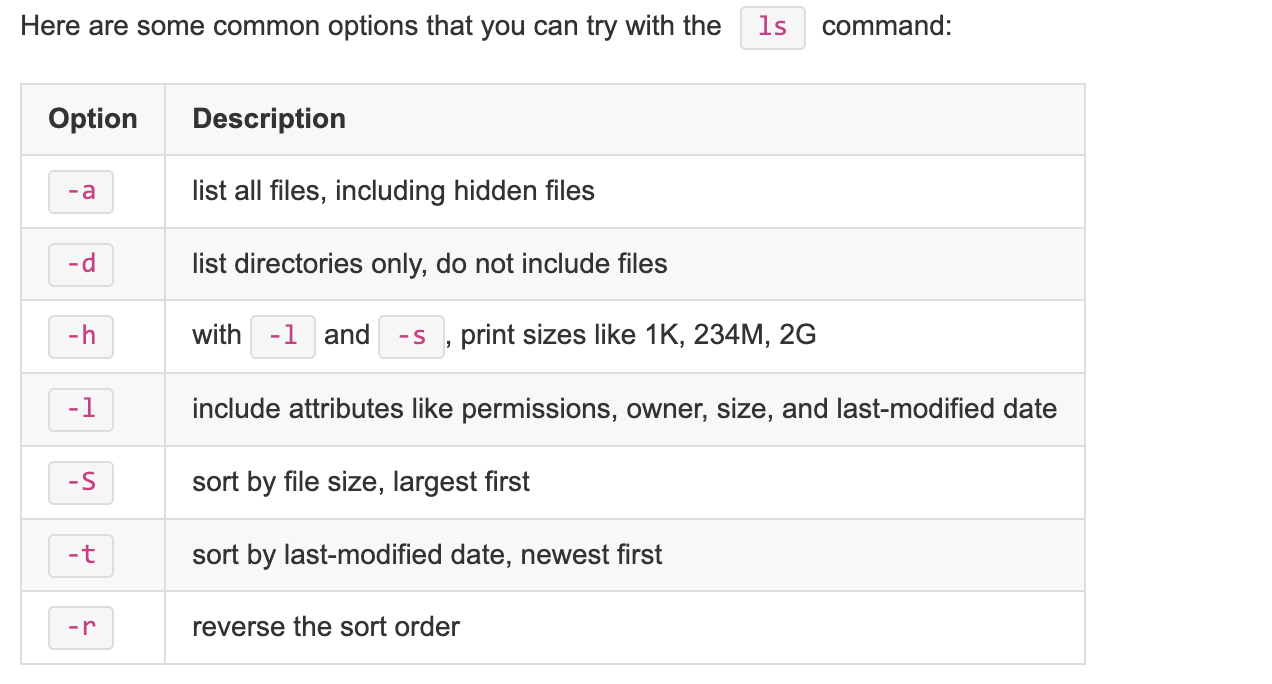 Here are some common options that you can try with the ls command:
Option Description
-a list all files, including hidden files
-d list directories only, do not include files
-h with -l and -s, print sizes like 1K, 234M, 2G
-l include attributes like permissions, owner, size, and last-modified date
-S sort by file size, largest first
-t sort by last-modified date, newest first
-r reverse the sort order